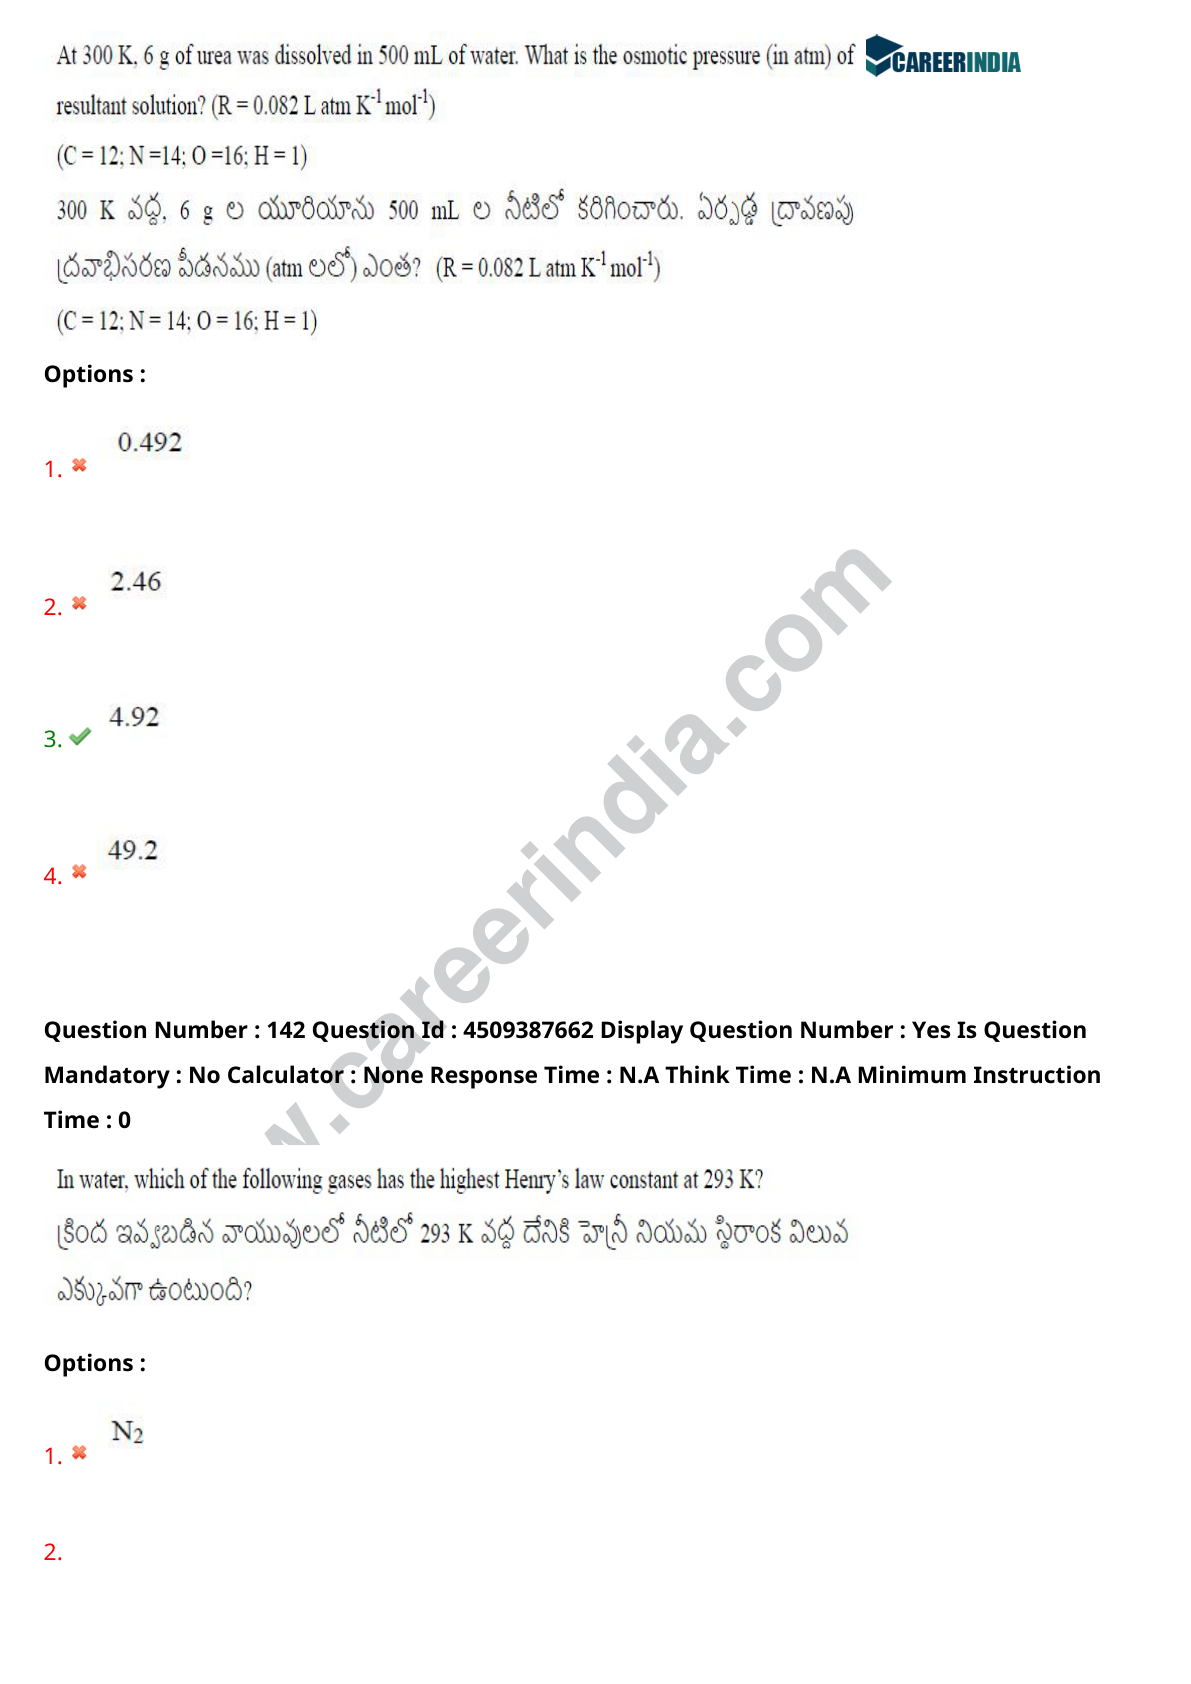 At 300 K, 6 g of urea was dissolved in 500 mL of water. What is the osmotic pressure (in atm) of
CAREERINDIA
resultant solution? (R = 0.082 L atm K⁻¹ mol⁻¹)
(C = 12; N =14; O =16; H = 1)
300 K వద్ద, 6 g ల యూరియాను 500 mL ల నీటిలో కరిగించారు. ఏర్పడ్డ ద్రావణపు
ద్రవాభిసరణ పీడనము (atm లలో) ఎంత? (R = 0.082 L atm K⁻¹ mol⁻¹)
(C = 12; N = 14; O = 16; H = 1)
Options :
0.492
1.
2.46
2.
4.92
3.
49.2
4.
w.careerindia.com
Question Number : 142 Question Id : 4509387662 Display Question Number : Yes Is Question
Mandatory : No Calculator : None Response Time : N.A Think Time : N.A Minimum Instruction
Time : 0
In water, which of the following gases has the highest Henry's law constant at 293 K?
క్రింద ఇవ్వబడిన వాయువులలో నీటిలో 293 K వద్ద దేనికి హెన్రీ నియమ స్థిరాంక విలువ
ఎక్కువగా ఉంటుంది?
Options :
N₂
1.
2.